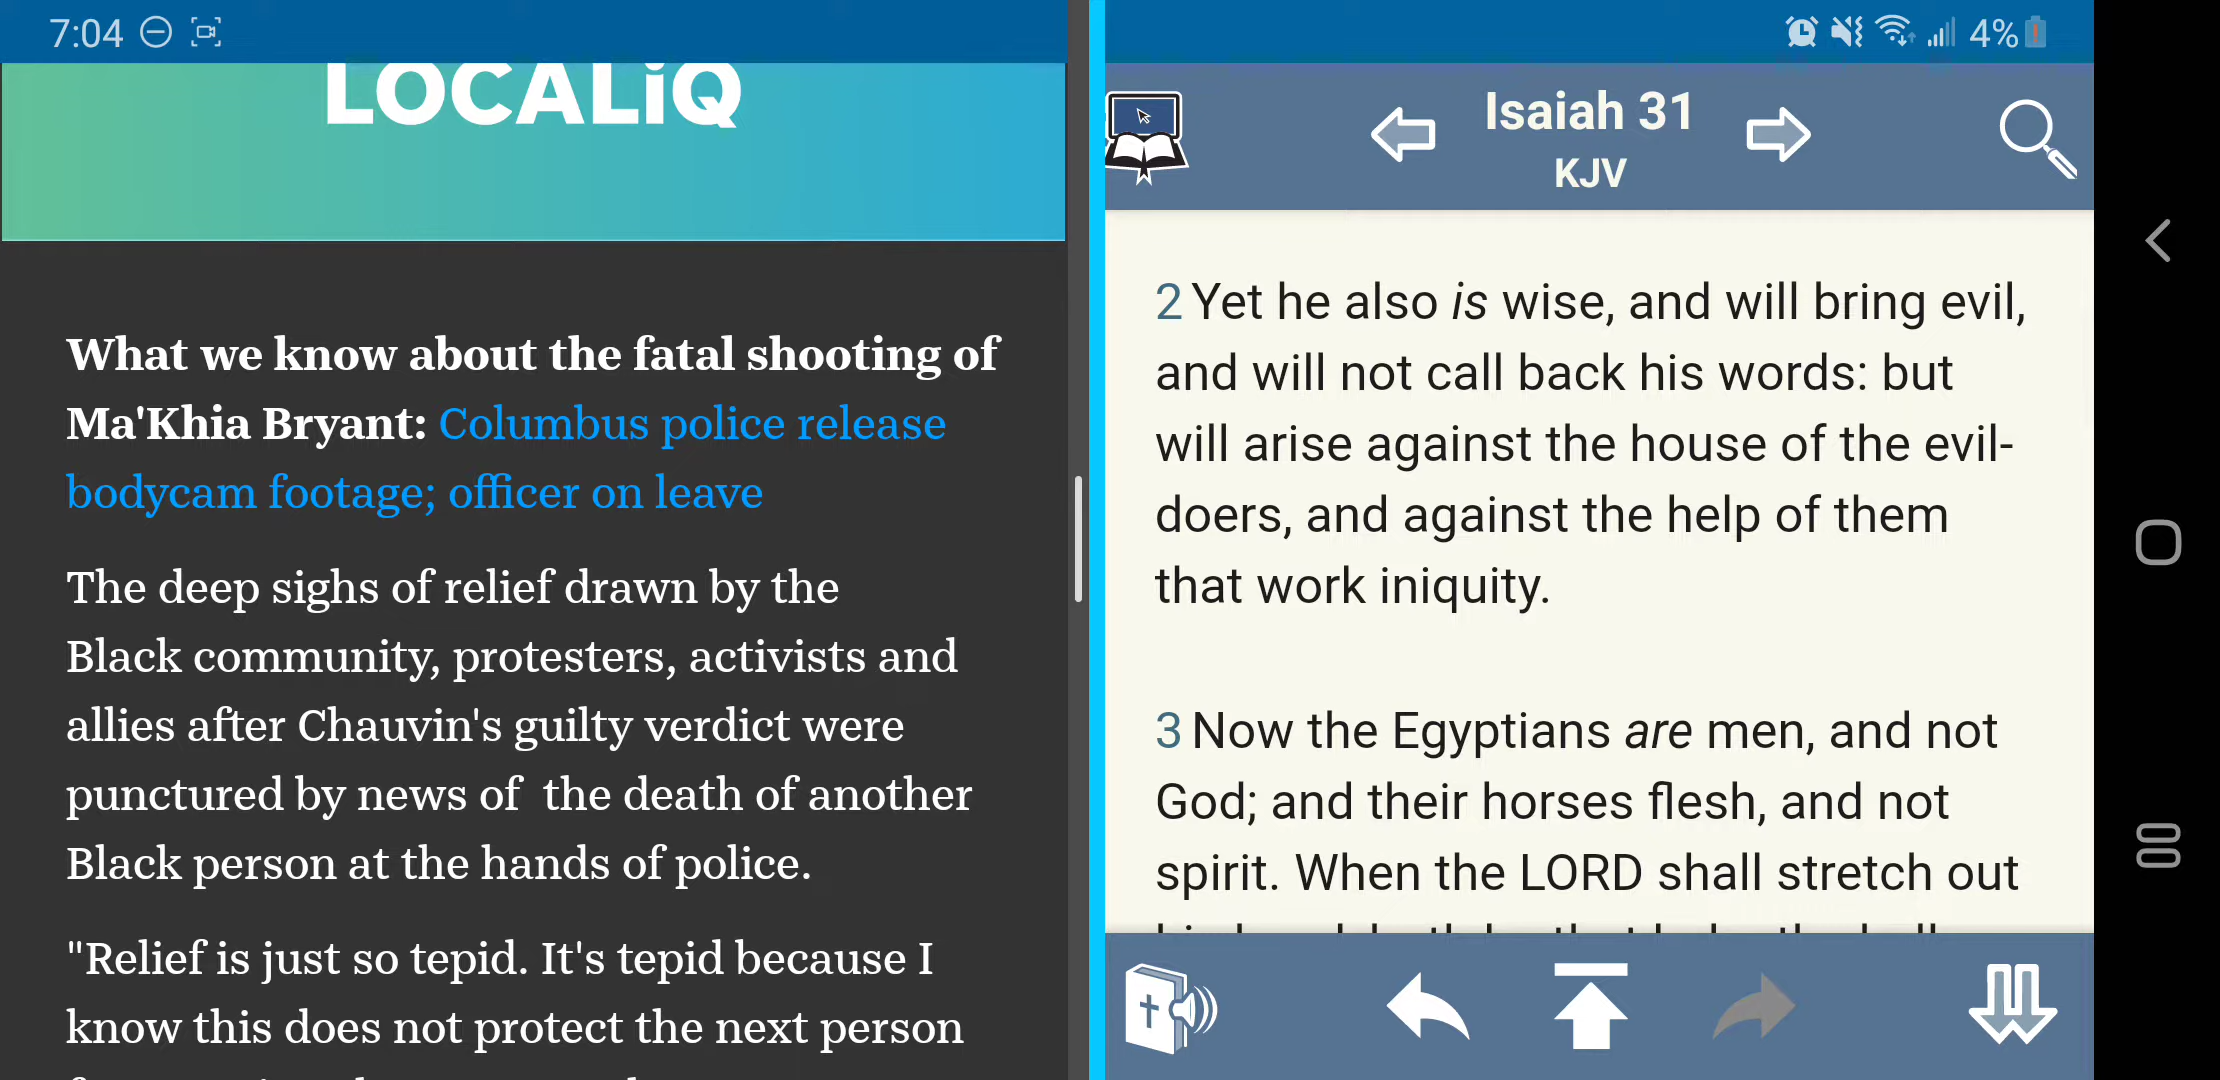 7:04
4%
LOCALiQ
What we know about the fatal shooting of
Ma'Khia Bryant: Columbus police release
bodycam footage; officer on leave
The deep sighs of relief drawn by the
Black community, protesters, activists and
allies after Chauvin's guilty verdict were
punctured by news of  the death of another
Black person at the hands of police.
"Relief is just so tepid. It's tepid because I
know this does not protect the next person
Isaiah 31
KJV
2 Yet he also is wise, and will bring evil,
and will not call back his words: but
will arise against the house of the evil-
doers, and against the help of them
that work iniquity.
3 Now the Egyptians are men, and not
God; and their horses flesh, and not
spirit. When the LORD shall stretch out